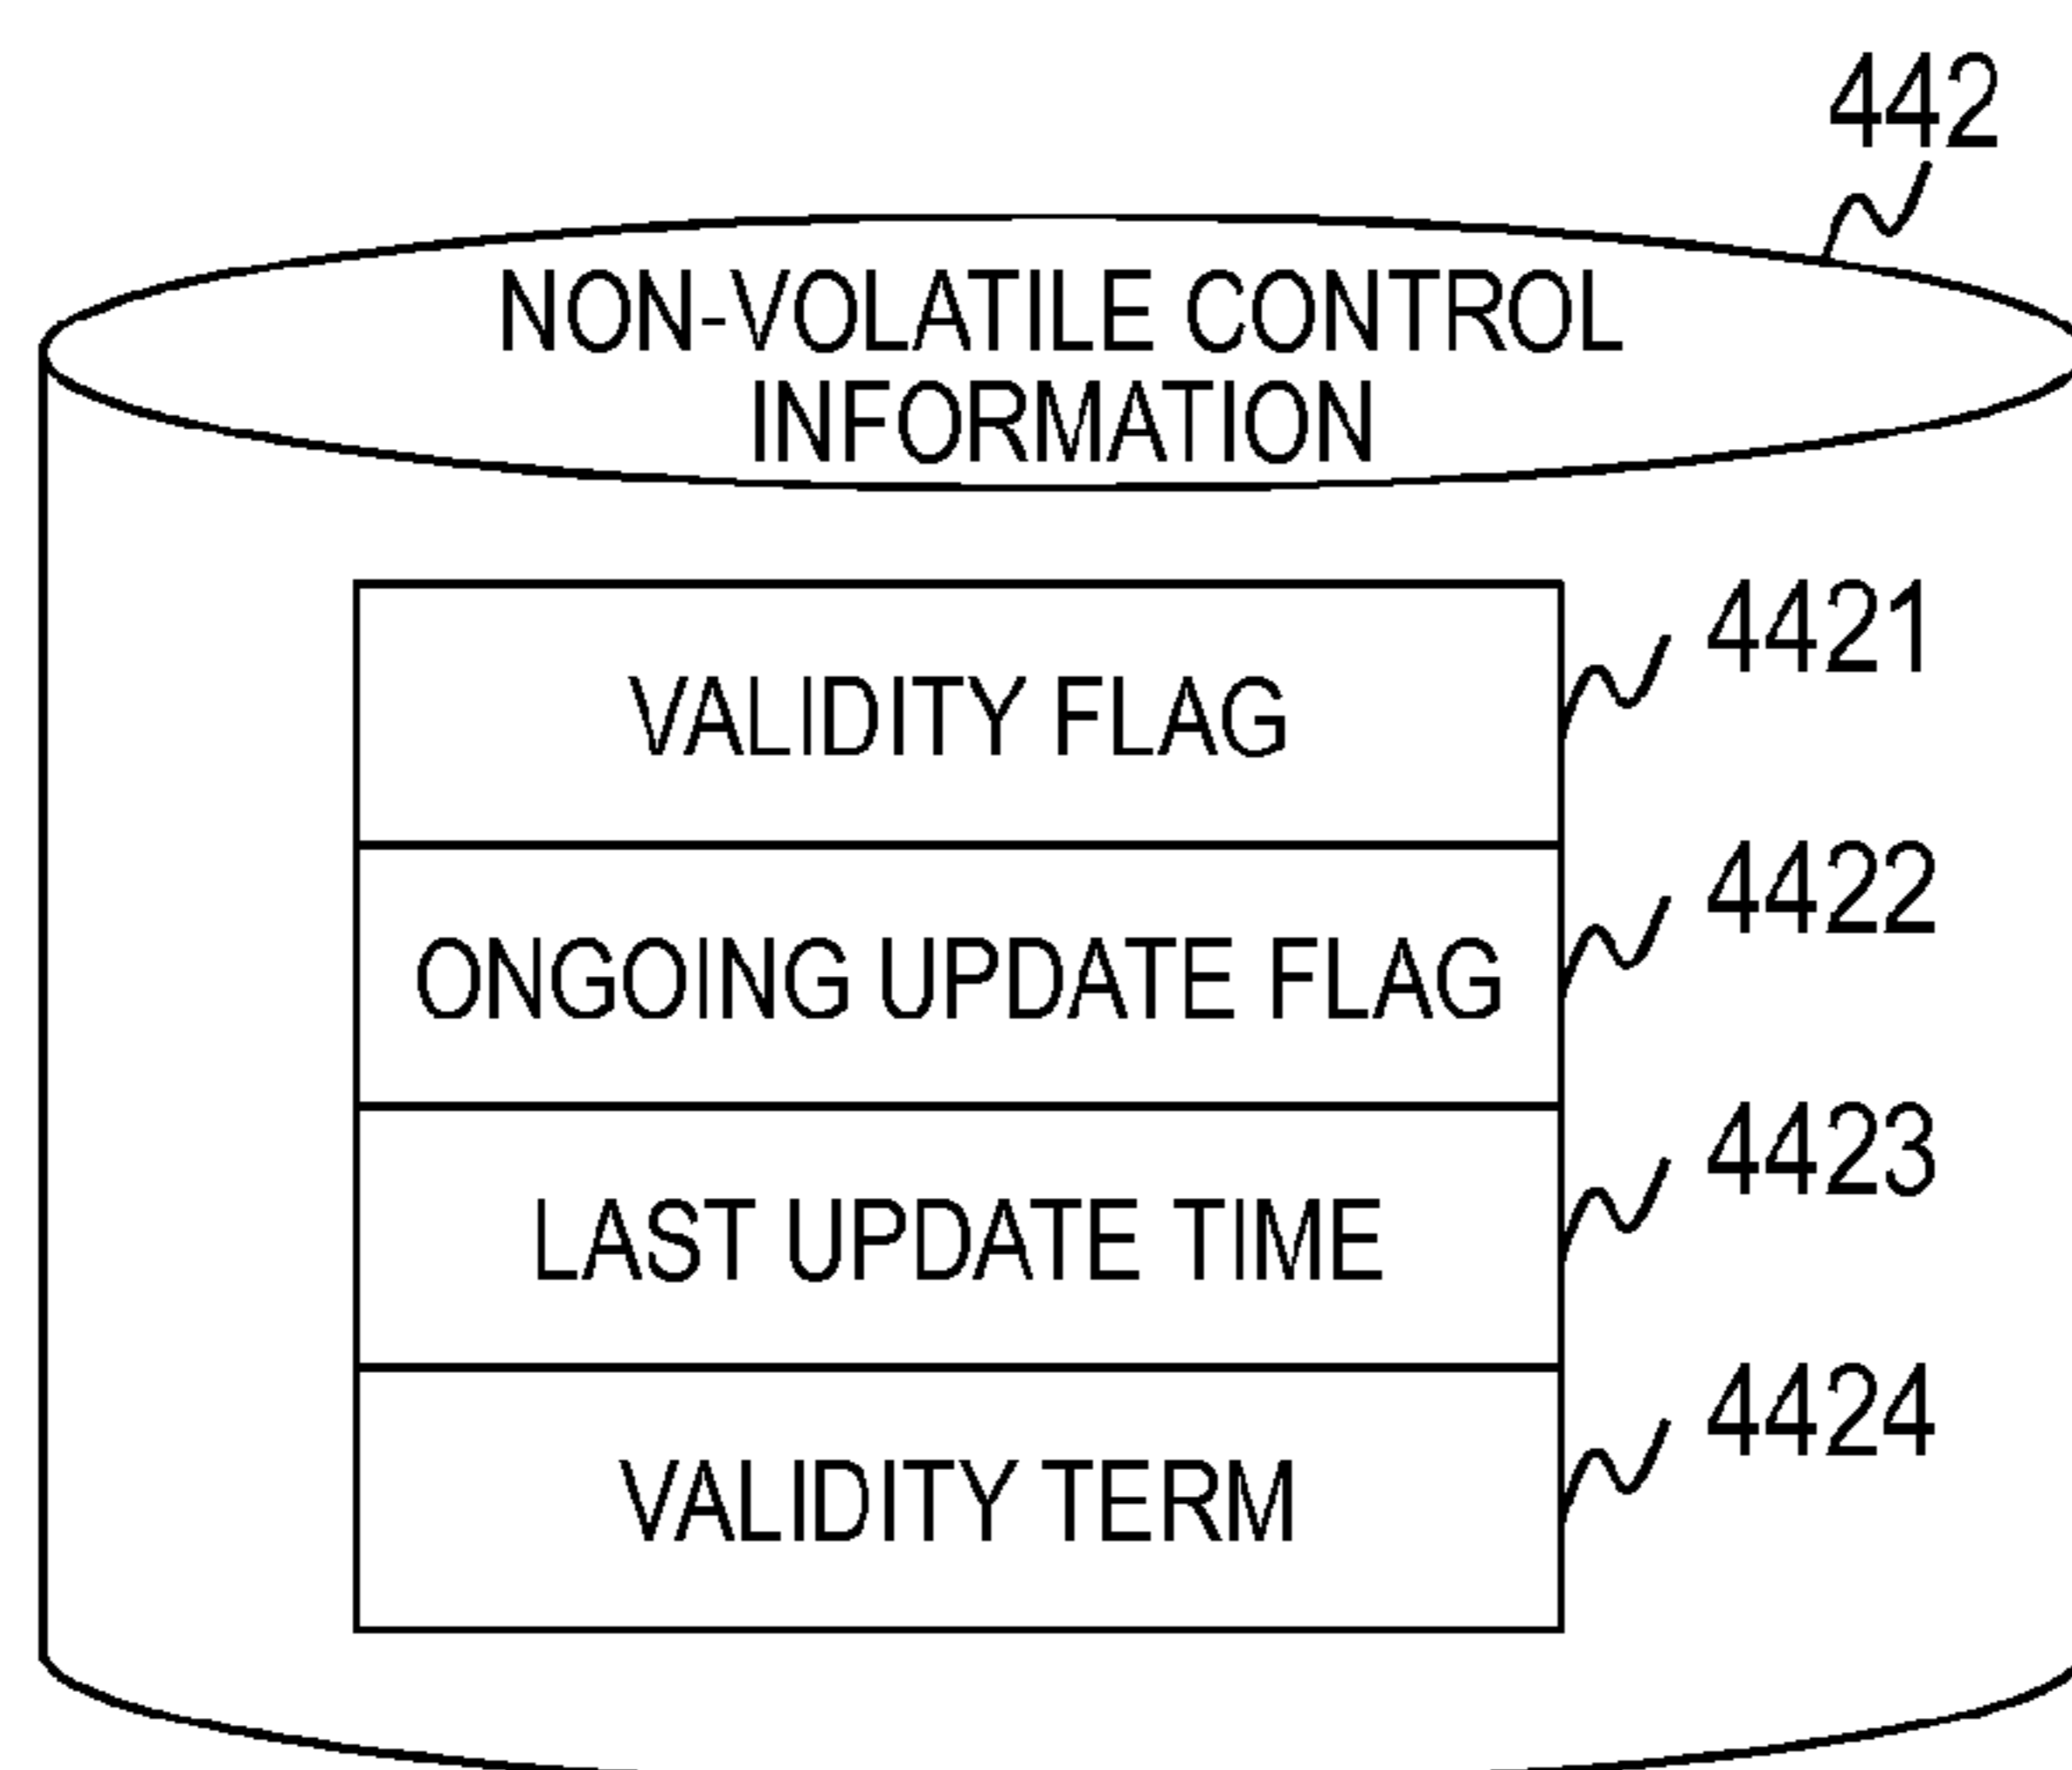 442
NON-VOLATILE CONTROL
INFORMATION
VALIDITY FLAG
4421
ONGOING UPDATE FLAG
4422
LAST UPDATE TIME
4423
VALIDITY TERM
4424